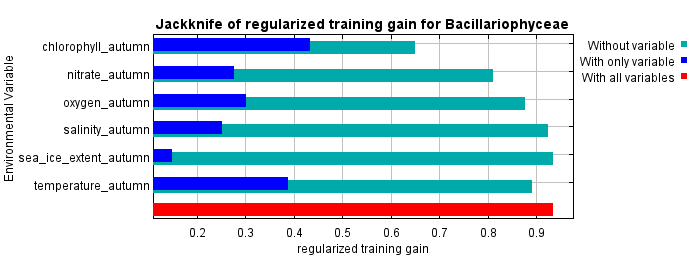 Jackknife of regularized training gain for Bacillariophyceae
Environmental Variable
chlorophyll_autumn
nitrate_autumn
oxygen_autumn
salinity_autumn
sea_ice_extent_autumn
temperature_autumn
0.2 0.3 0.4 0.5 0.6 0.7 0.8 0.9
regularized training gain
Without variable
With only variable
With all variables